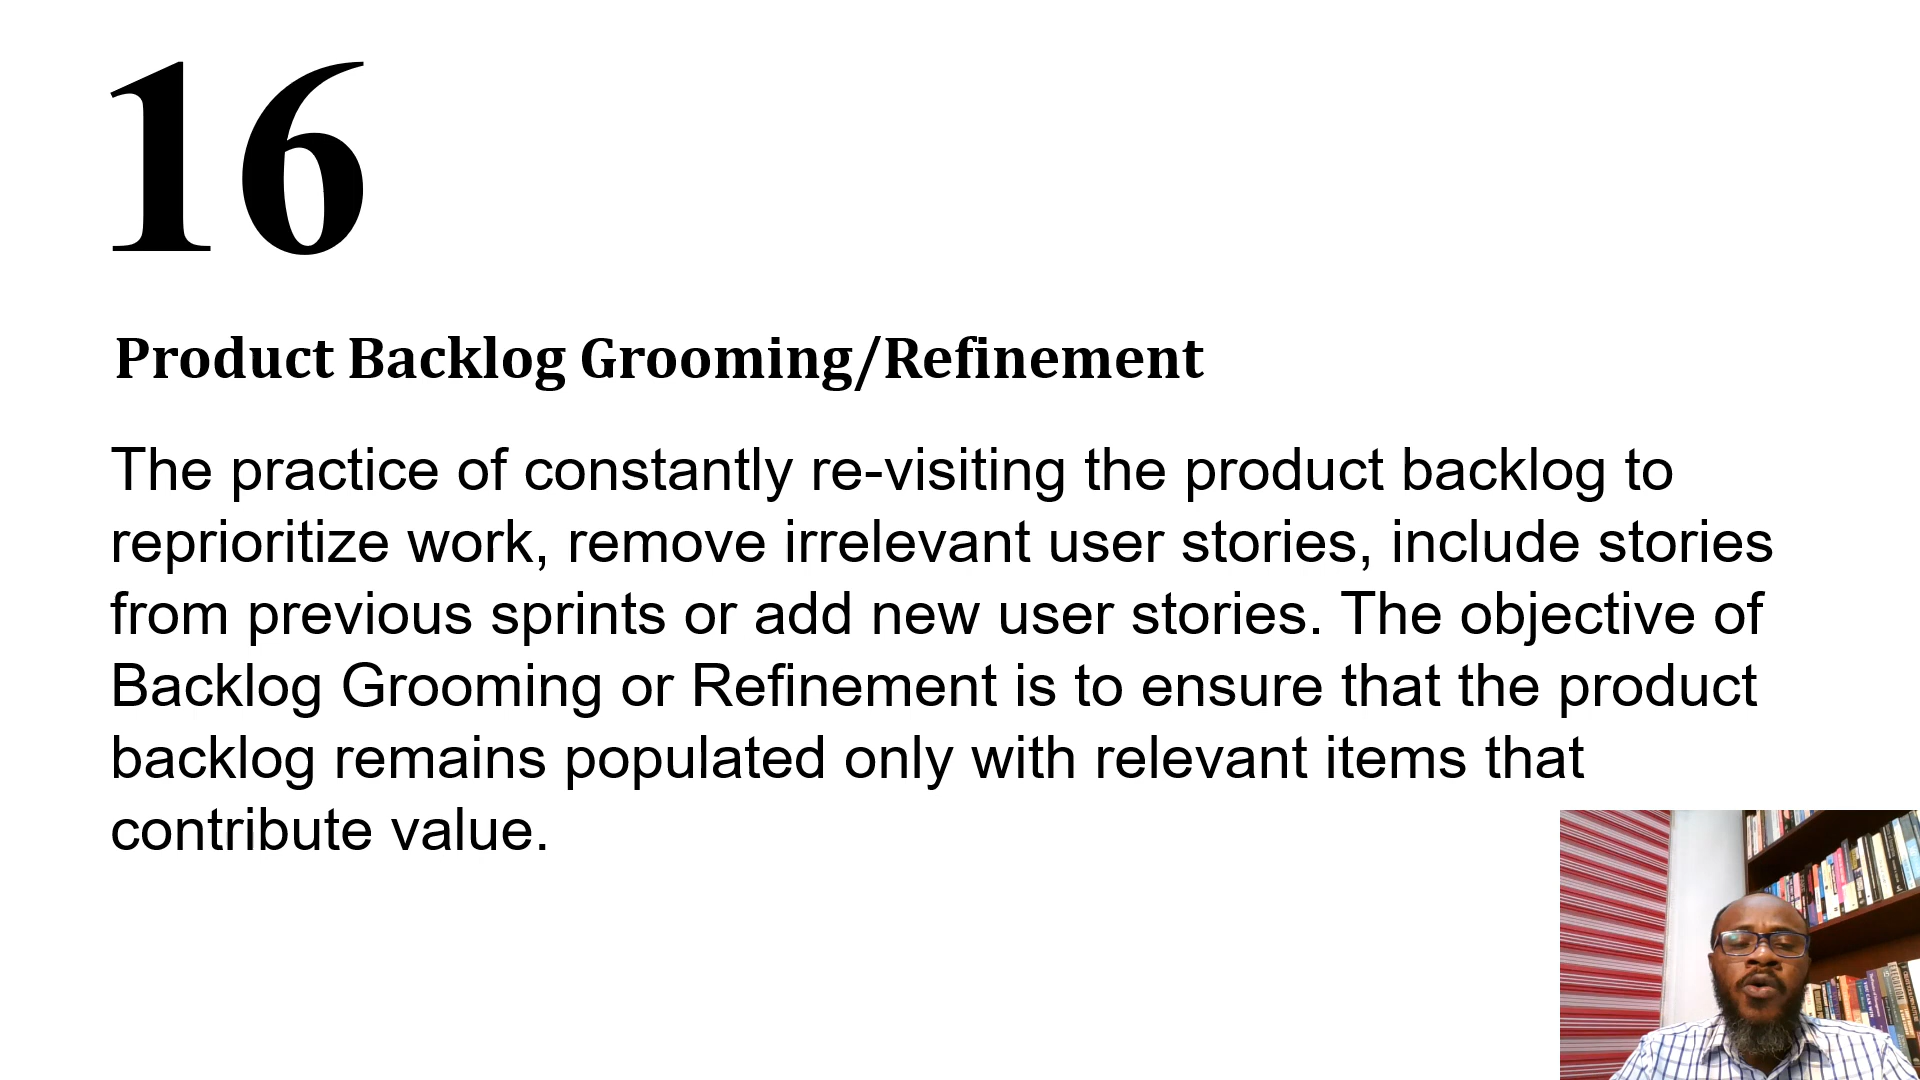 16
Product Backlog Grooming/Refinement
The practice of constantly re-visiting the product backlog to
reprioritize work, remove irrelevant user stories, include stories
from previous sprints or add new user stories. The objective of
Backlog Grooming or Refinement is to ensure that the product
backlog remains populated only with relevant items that
contribute value.